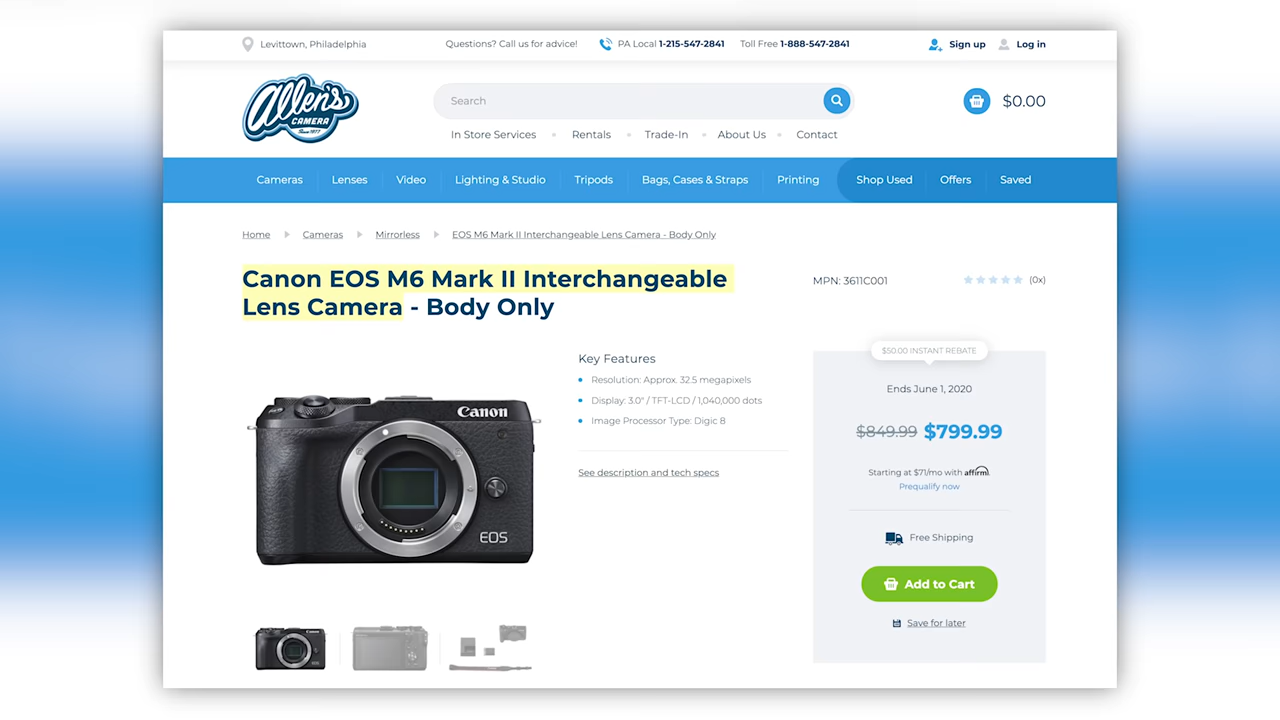 Levittown, Philadelphia
Questions? Call us for advice!
PA Local 1-215-547-2841
Toll Free 1-888-547-2841
Sign up
Log in
Allen's
CAMERA
Since 1977
Search
$0.00
In Store Services
Rentals
Trade-In
About Us
Contact
Cameras
Lenses
Video
Lighting & Studio
Tripods
Bags, Cases & Straps
Printing
Shop Used
Offers
Saved
Home
Cameras
Mirrorless
EOS M6 Mark II Interchangeable Lens Camera - Body Only
Canon EOS M6 Mark II Interchangeable
Lens Camera - Body Only
MPN: 3611C001
(0x)
Key Features
Resolution: Approx. 32.5 megapixels
Display: 3.0" / TFT-LCD / 1,040,000 dots
Image Processor Type: Digic 8
See description and tech specs
Canon
EOS
$50.00 INSTANT REBATE
Ends June 1, 2020
$849.99 $799.99
Starting at $71/mo with affirm.
Prequalify now
Free Shipping
Add to Cart
Save for later